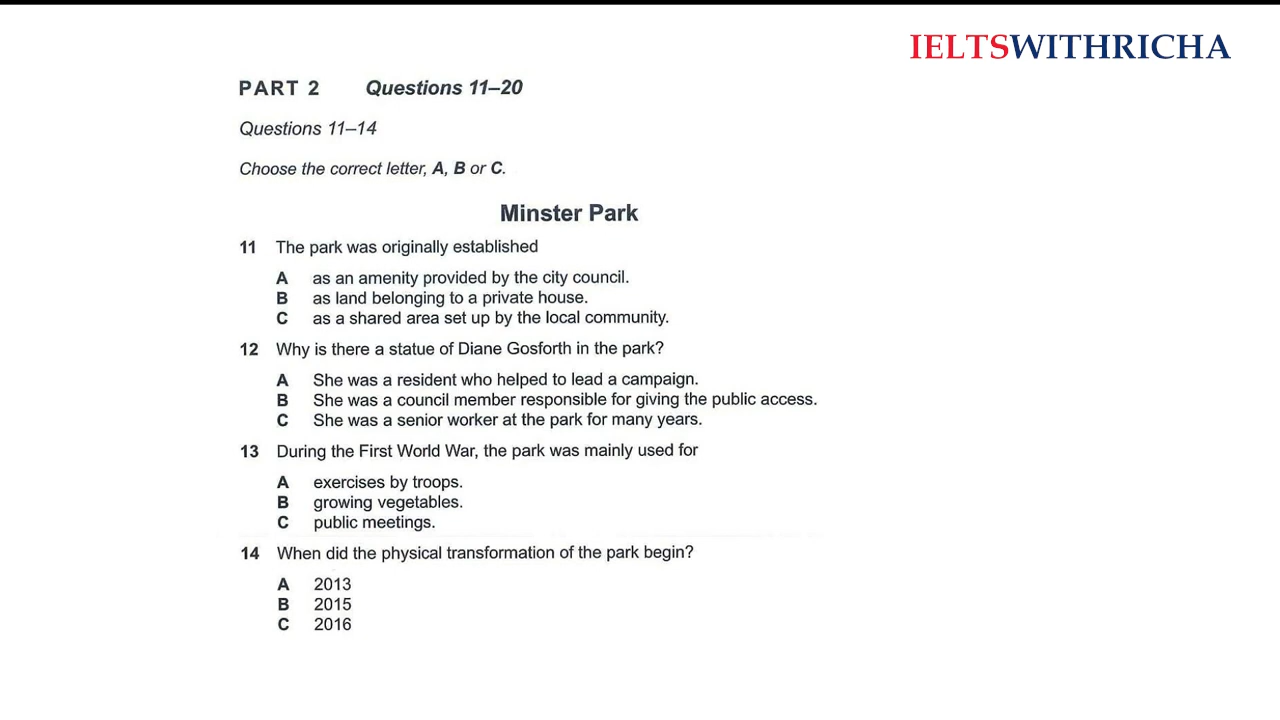 IELTSWITHRICHA
PART 2 Questions 11–20
Questions 11–14
Choose the correct letter, A, B or C.
Minster Park
11 The park was originally established
A as an amenity provided by the city council.
B as land belonging to a private house.
C as a shared area set up by the local community.
12 Why is there a statue of Diane Gosforth in the park?
A She was a resident who helped to lead a campaign.
B She was a council member responsible for giving the public access.
C She was a senior worker at the park for many years.
13 During the First World War, the park was mainly used for
A exercises by troops.
B growing vegetables.
C public meetings.
14 When did the physical transformation of the park begin?
A 2013
B 2015
C 2016